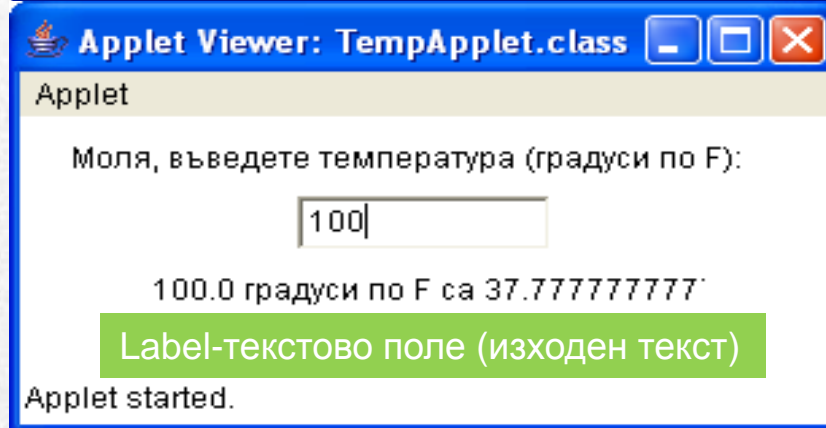 Applet Viewer: TempApplet.class
Applet
Моля, въведете температура (градуси по F):
100
100.0 градуси по F са 37.777777777
Label-текстово поле (изходен текст)
Applet started.